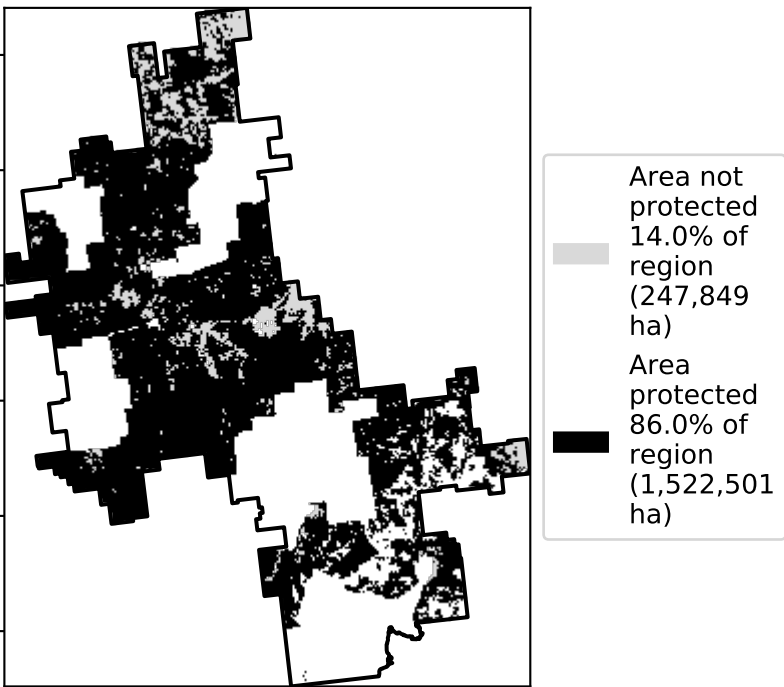 Area not
protected
14.0% of
region
(247,849
ha)
Area
protected
86.0% of
region
(1,522,501
ha)